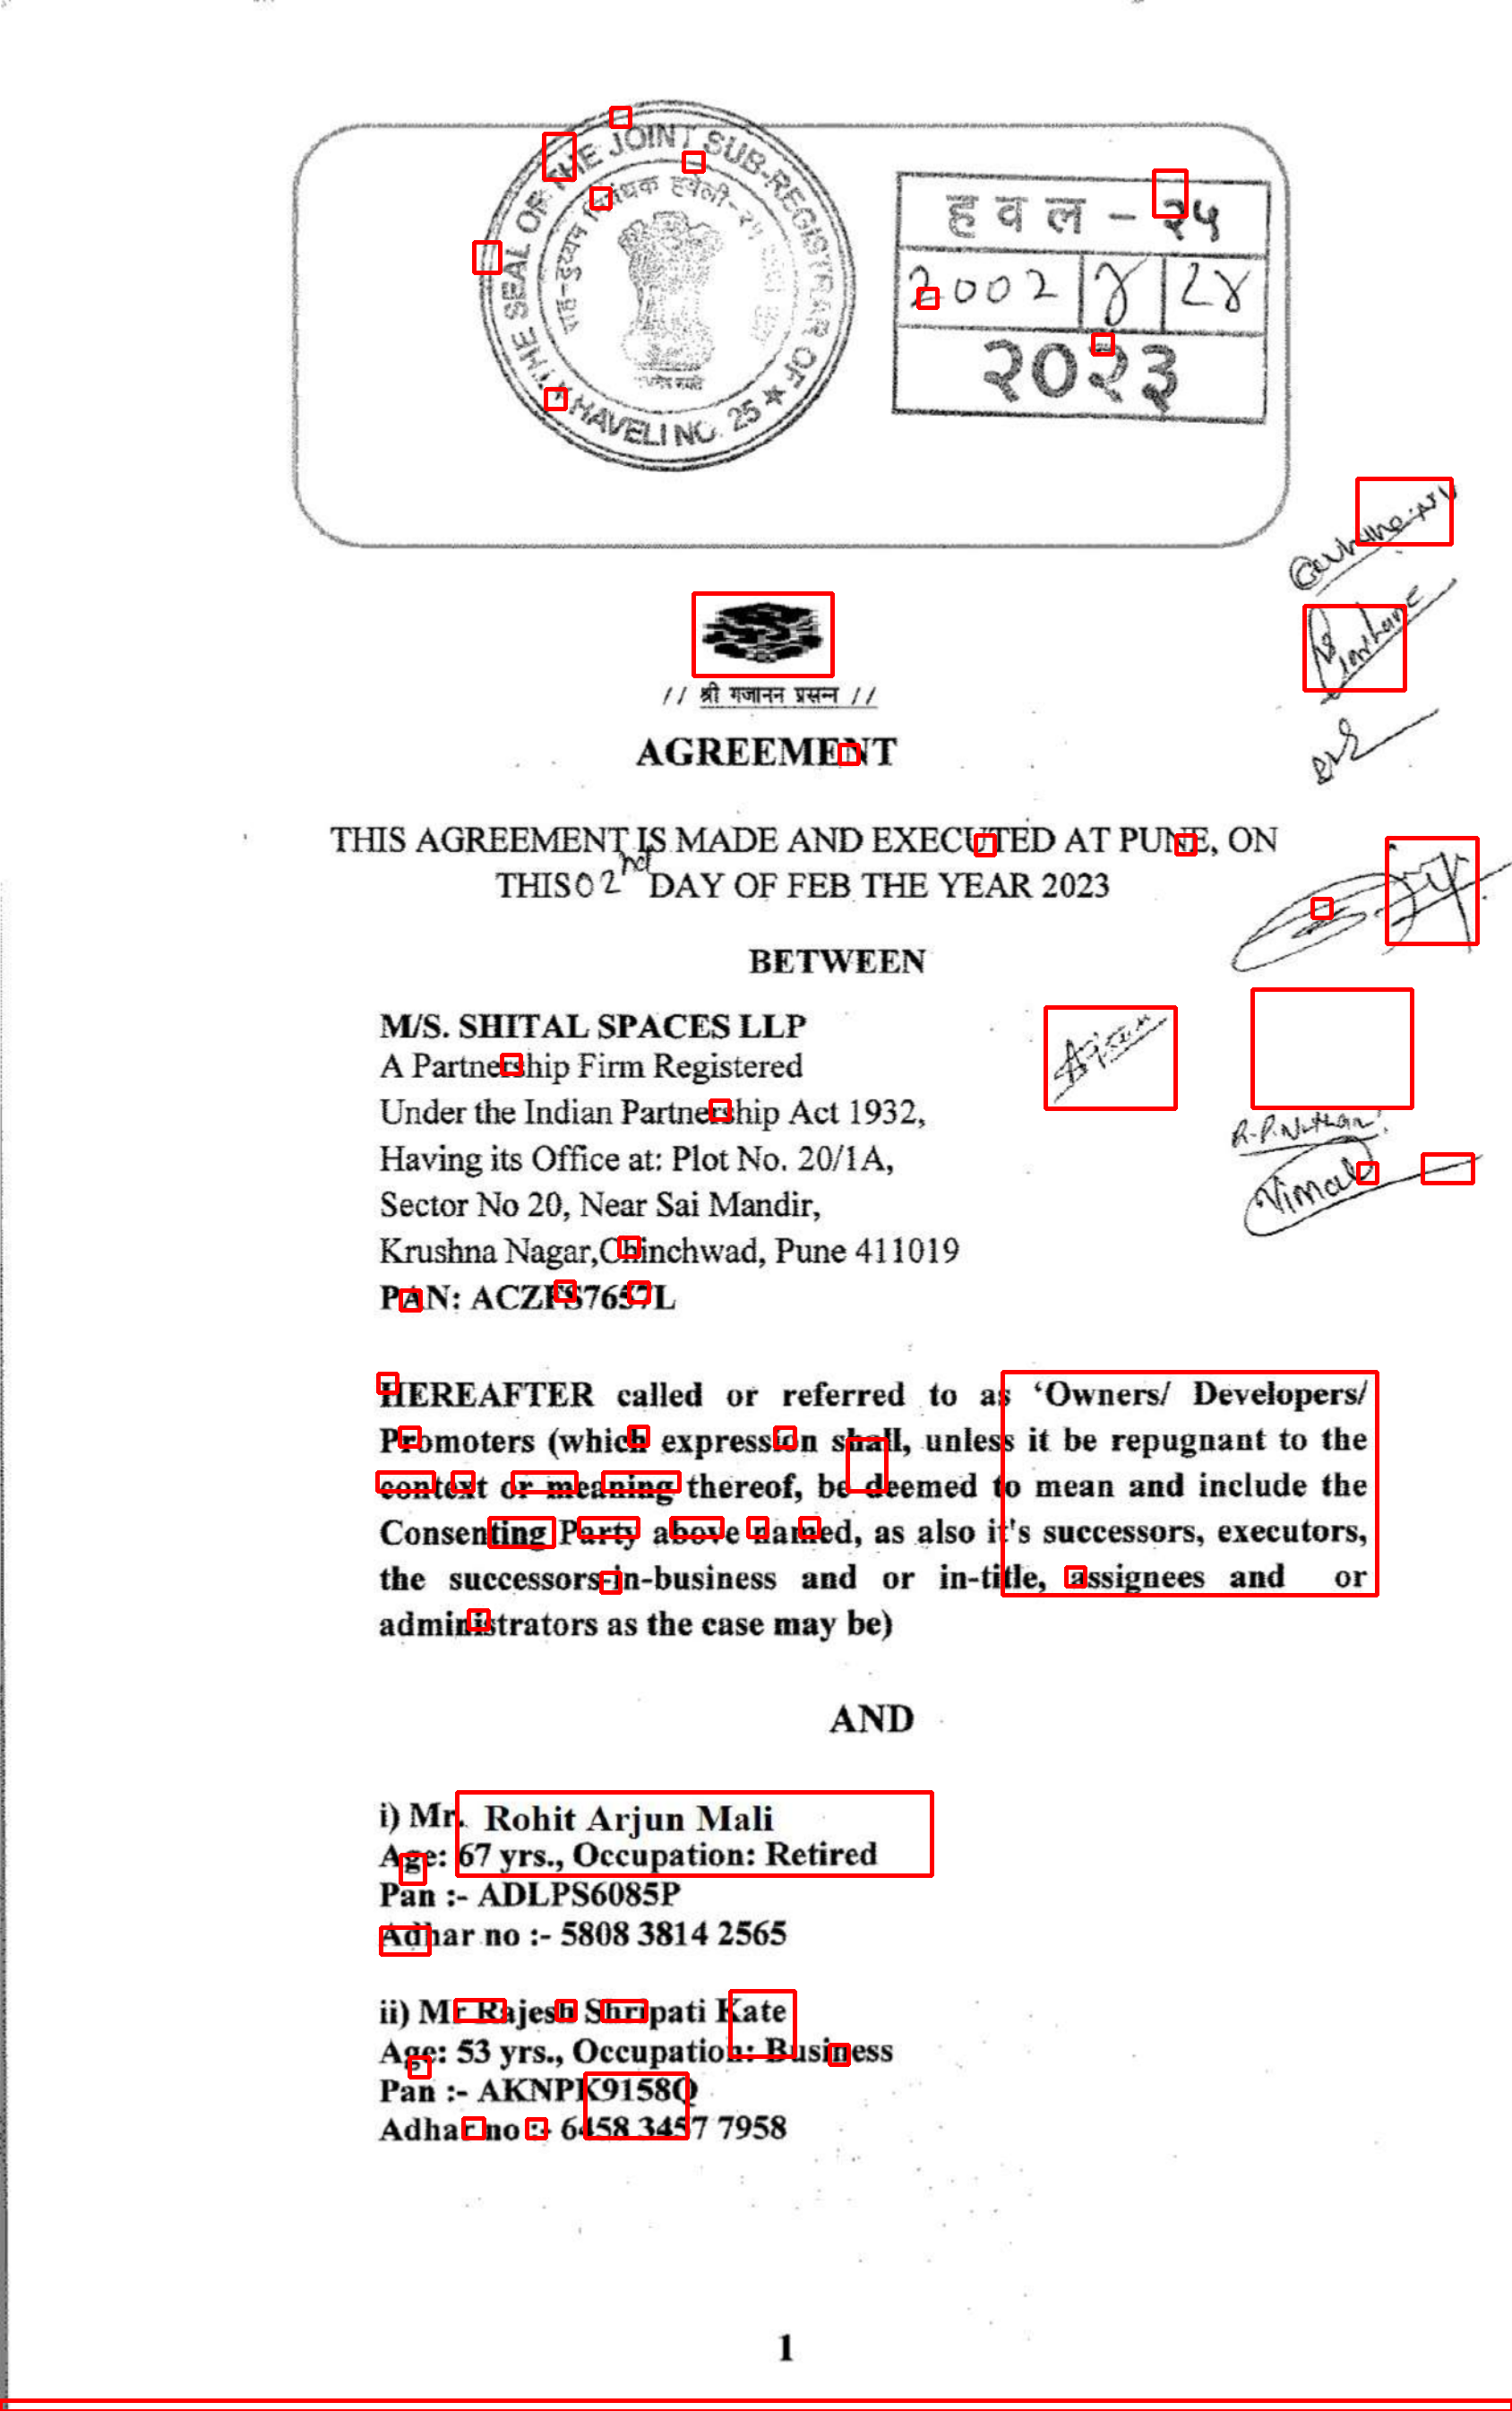 THE SEAL OF THE JOINT SUB-REGISTRAR OF
★ HAVELI NO. 25 ★
सह-दुय्यम निबंधक हवेली-२५
हवल - २५
2002 | 8 | 28
२०२३
// श्री गजानन प्रसन्न //
AGREEMENT
THIS AGREEMENT IS MADE AND EXECUTED AT PUNE, ON
THIS 02nd DAY OF FEB THE YEAR 2023
BETWEEN
M/S. SHITAL SPACES LLP
A Partnership Firm Registered
Under the Indian Partnership Act 1932,
Having its Office at: Plot No. 20/1A,
Sector No 20, Near Sai Mandir,
R.P.Nathan
Vimal
Krushna Nagar,Chinchwad, Pune 411019
PAN: ACZFS7657L
HEREAFTER called or referred to as ‘Owners/ Developers/
Promoters (which expression shall, unless it be repugnant to the
context or meaning thereof, be deemed to mean and include the
Consenting Party above named, as also it's successors, executors,
the successors-in-business and or in-title, assignees and or
administrators as the case may be)
AND
i) Mr. Rohit Arjun Mali
Age: 67 yrs., Occupation: Retired
Pan :- ADLPS6085P
Adhar no :- 5808 3814 2565
ii) Mr Rajesh Shripati Kate
Age: 53 yrs., Occupation: Business
Pan :- AKNPK9158Q
Adhar no :- 6458 3457 7958
1